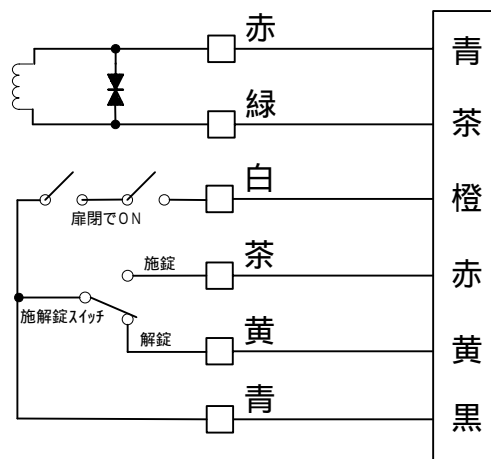 赤 青
緑 茶
白 橙
扉閉でON
茶 赤
施錠
施解錠スイッチ
黄 黄
解錠
青 黒